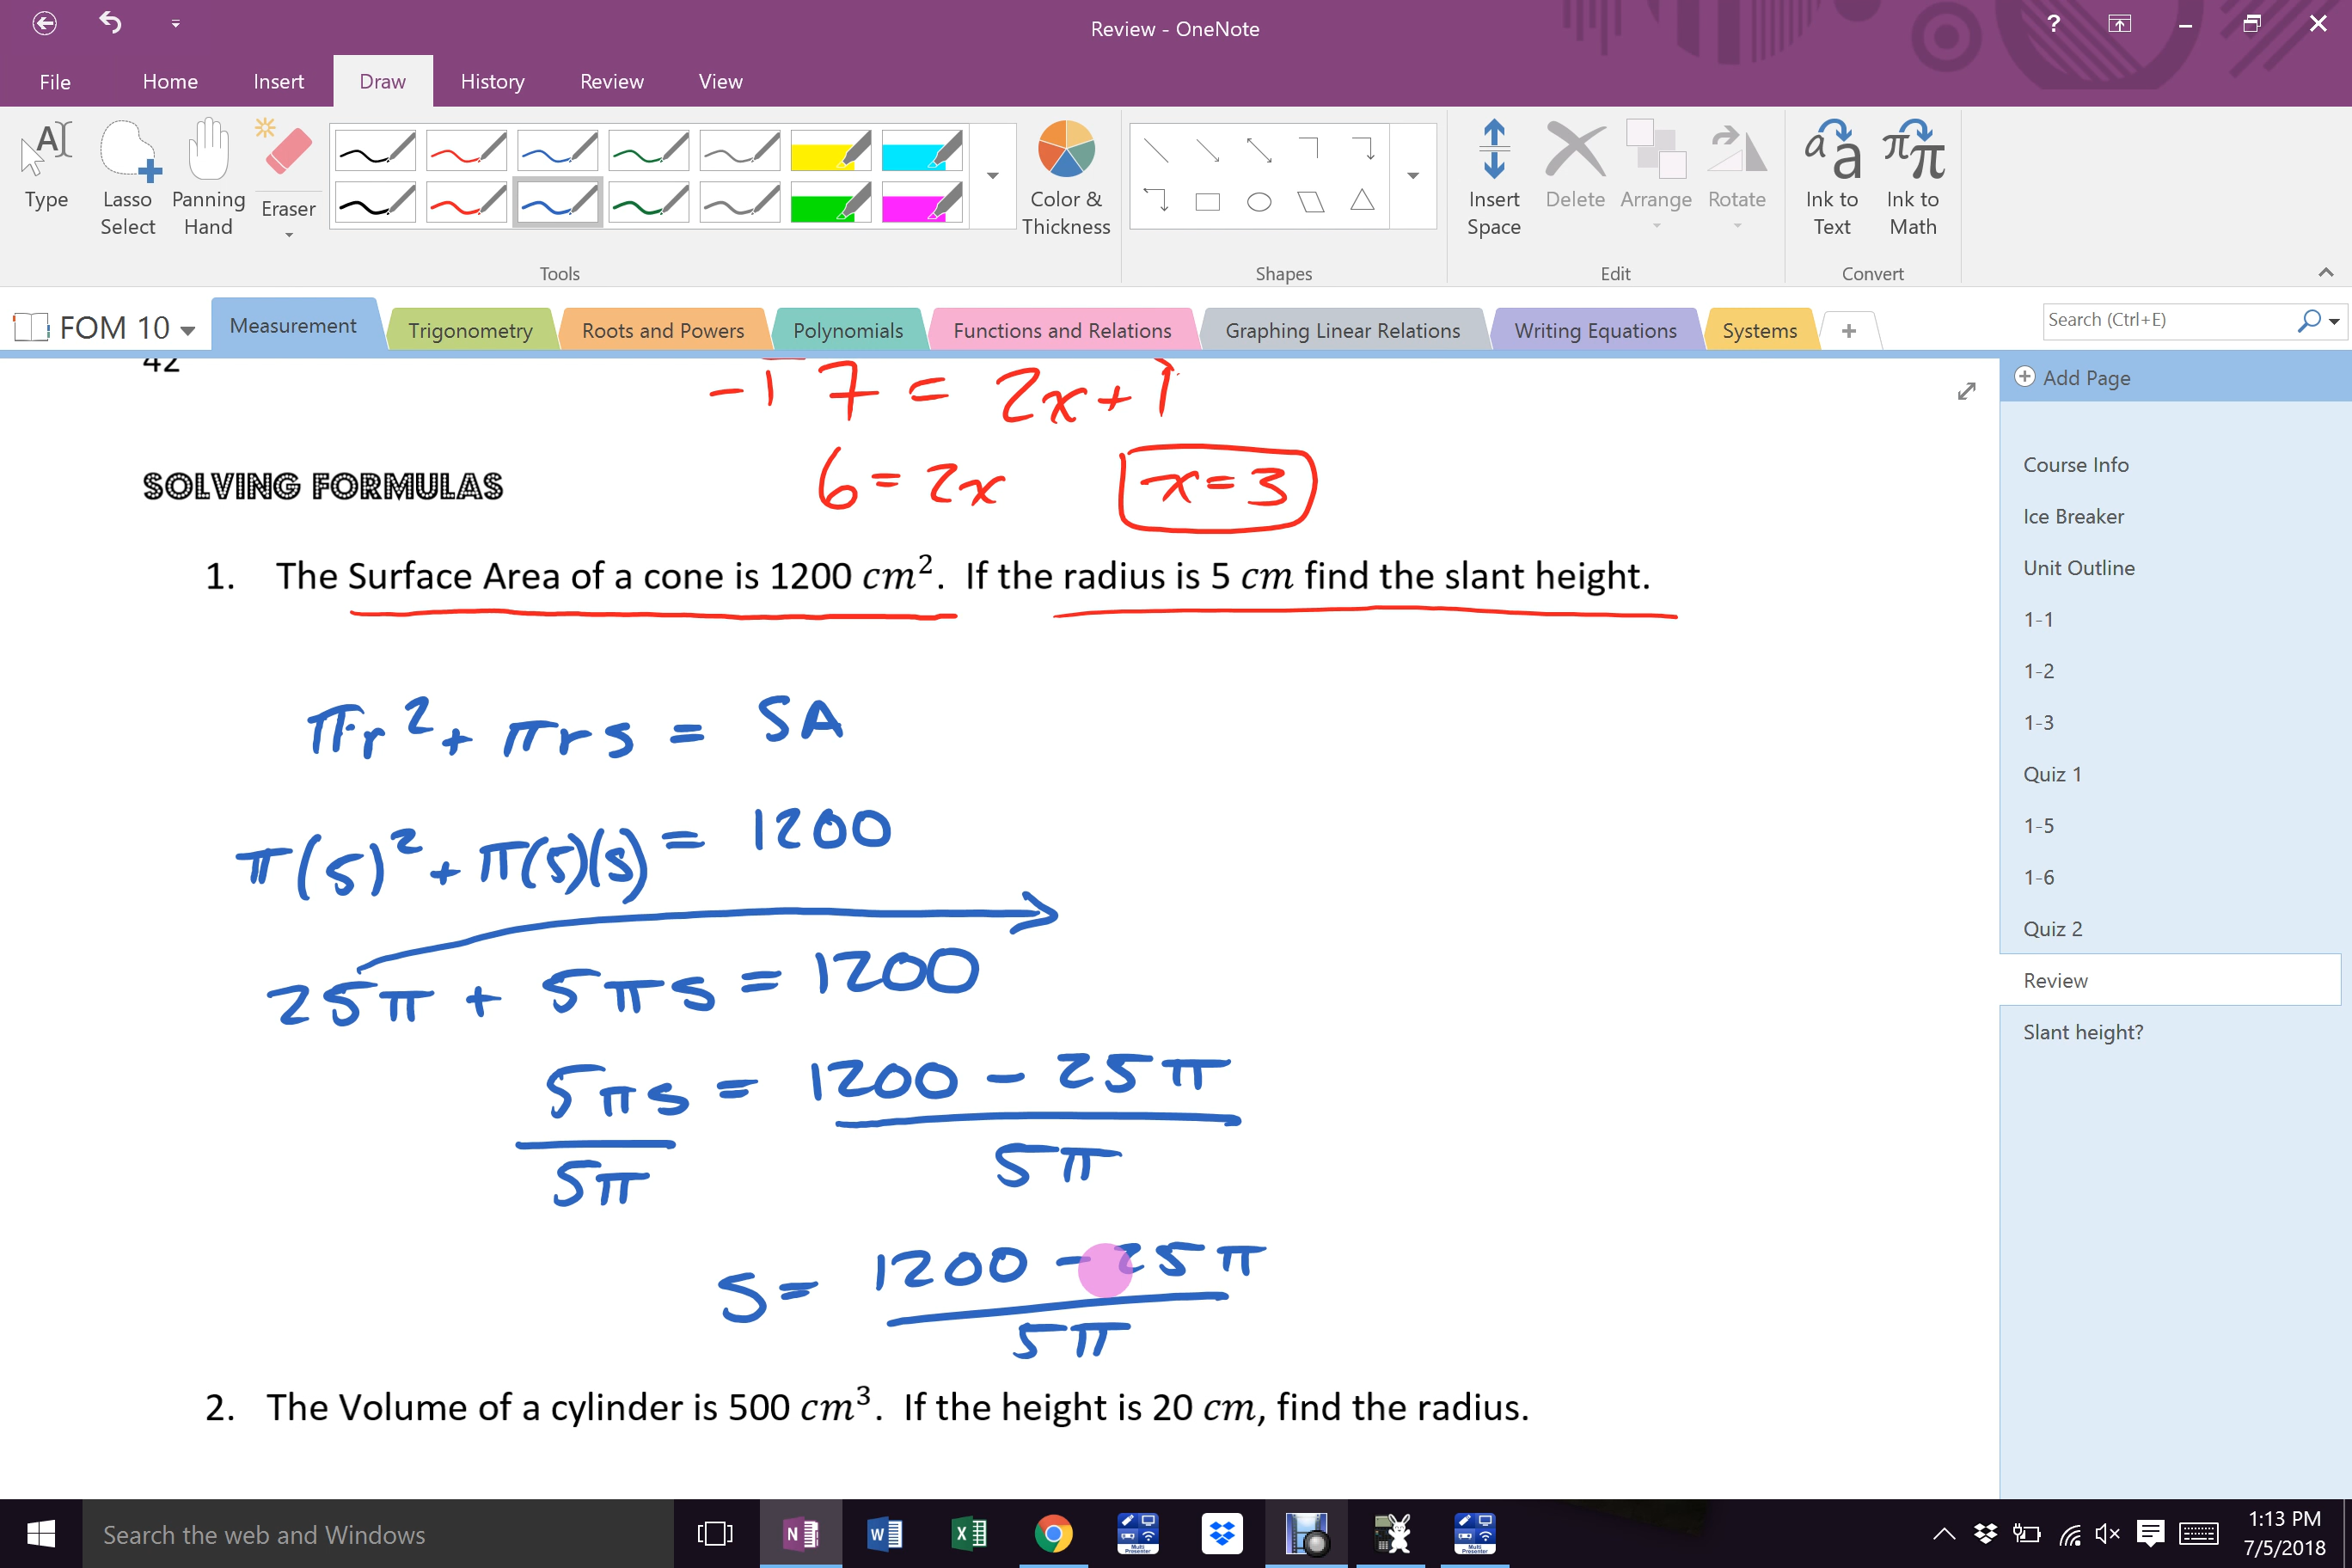 Review - OneNote
File Home Insert Draw History Review View
Type
Lasso Select
Panning Hand
Eraser
Color & Thickness
Insert Space
Delete
Arrange
Rotate
Ink to Text
Ink to Math
Tools Shapes Edit Convert
FOM 10 Measurement Trigonometry Roots and Powers Polynomials Functions and Relations Graphing Linear Relations Writing Equations Systems
Search (Ctrl+E)
42
-1 7 = 2x+1
6 = 2x x=3
SOLVING FORMULAS
1. The Surface Area of a cone is 1200 cm². If the radius is 5 cm find the slant height.
πr² + πrs = SA
π(5)² + π(5)(s) = 1200
25π + 5πs = 1200
5πs = 1200 - 25π
5π 5π
s = 1200 - 25π
5π
2. The Volume of a cylinder is 500 cm³. If the height is 20 cm, find the radius.
Add Page
Course Info
Ice Breaker
Unit Outline
1-1
1-2
1-3
Quiz 1
1-5
1-6
Quiz 2
Review
Slant height?
Search the web and Windows
1:13 PM
7/5/2018